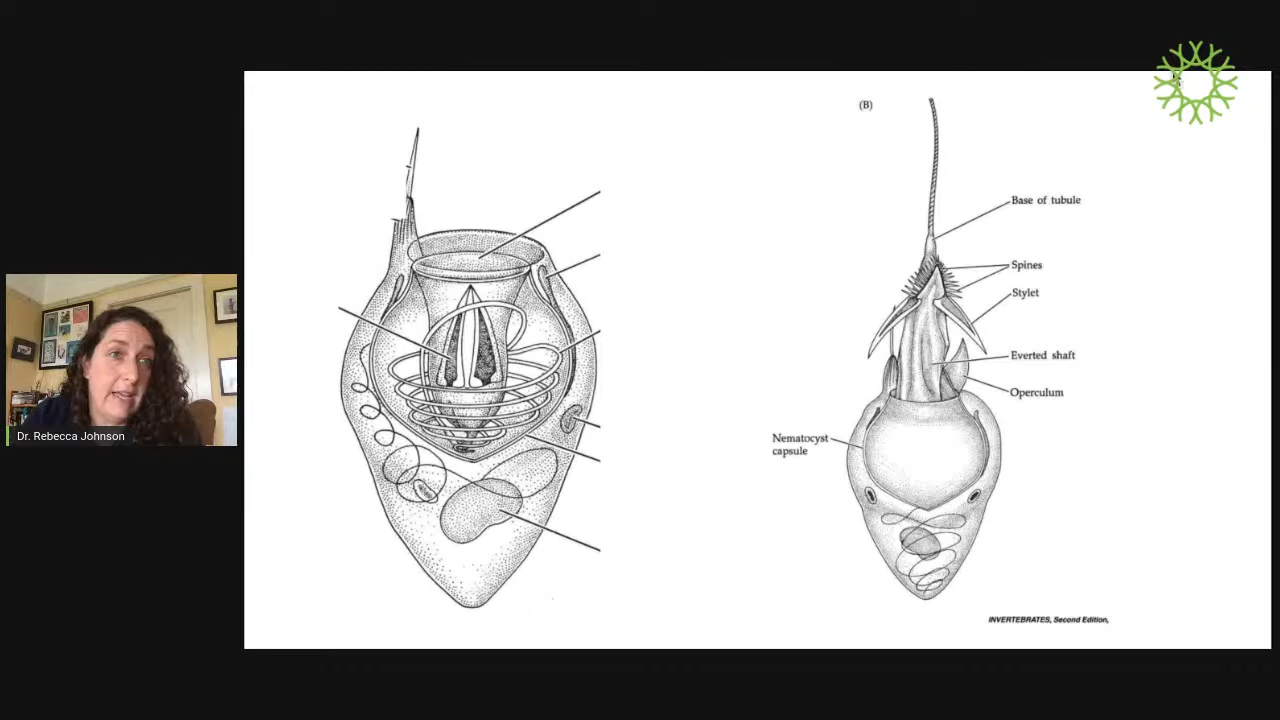 (B)
Base of tubule
Spines
Stylet
Everted shaft
Operculum
Nematocyst
capsule
Dr. Rebecca Johnson
INVERTEBRATES, Second Edition,